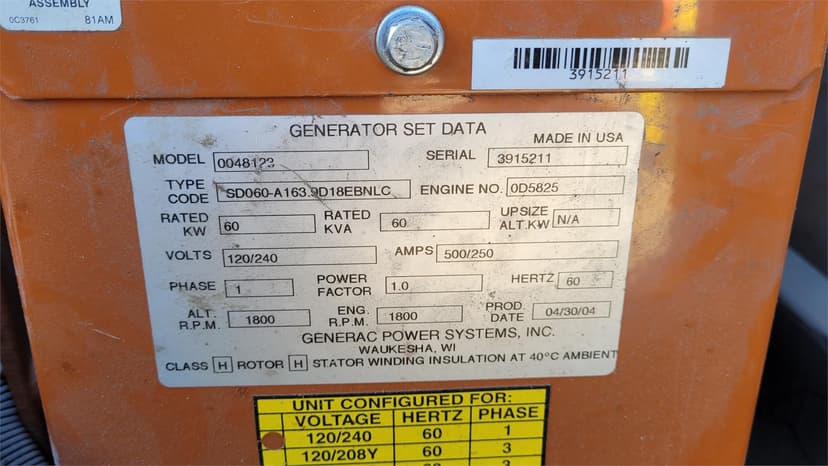 ASSEMBLY
0C3761 81AM
3915211
GENERATOR SET DATA
MADE IN USA
MODEL 0048123 SERIAL 3915211
TYPE CODE SD060-A163.9D18EBNLC ENGINE NO. 0D5825
RATED KW 60 RATED KVA 60 UPSIZE ALT.KW N/A
VOLTS 120/240 AMPS 500/250
PHASE 1 POWER FACTOR 1.0 HERTZ 60
ALT. R.P.M. 1800 ENG. R.P.M. 1800 PROD. DATE 04/30/04
GENERAC POWER SYSTEMS, INC.
WAUKESHA, WI
CLASS H ROTOR H STATOR WINDING INSULATION AT 40°C AMBIENT
UNIT CONFIGURED FOR:
VOLTAGE HERTZ PHASE
120/240 60 1
120/208Y 60 3